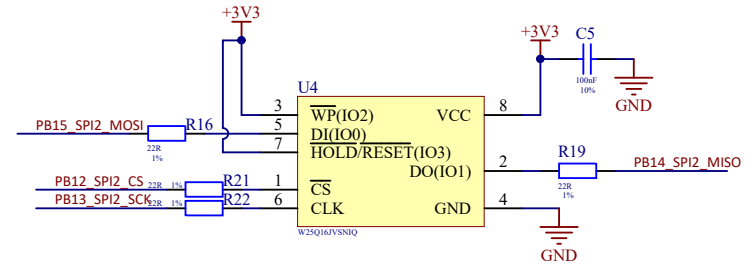 +3V3
+3V3
C5
100nF
10%
GND
U4
3
WP(IO2)
VCC
8
PB15_SPI2_MOSI
R16
22R
1%
5
DI(IO0)
7
HOLD/RESET(IO3)
DO(IO1)
2
R19
22R
1%
PB14_SPI2_MISO
PB12_SPI2_CS
22R
1%
R21
1
CS
PB13_SPI2_SCK
22R
1%
R22
6
CLK
GND
4
W25Q16JVSNIQ
GND